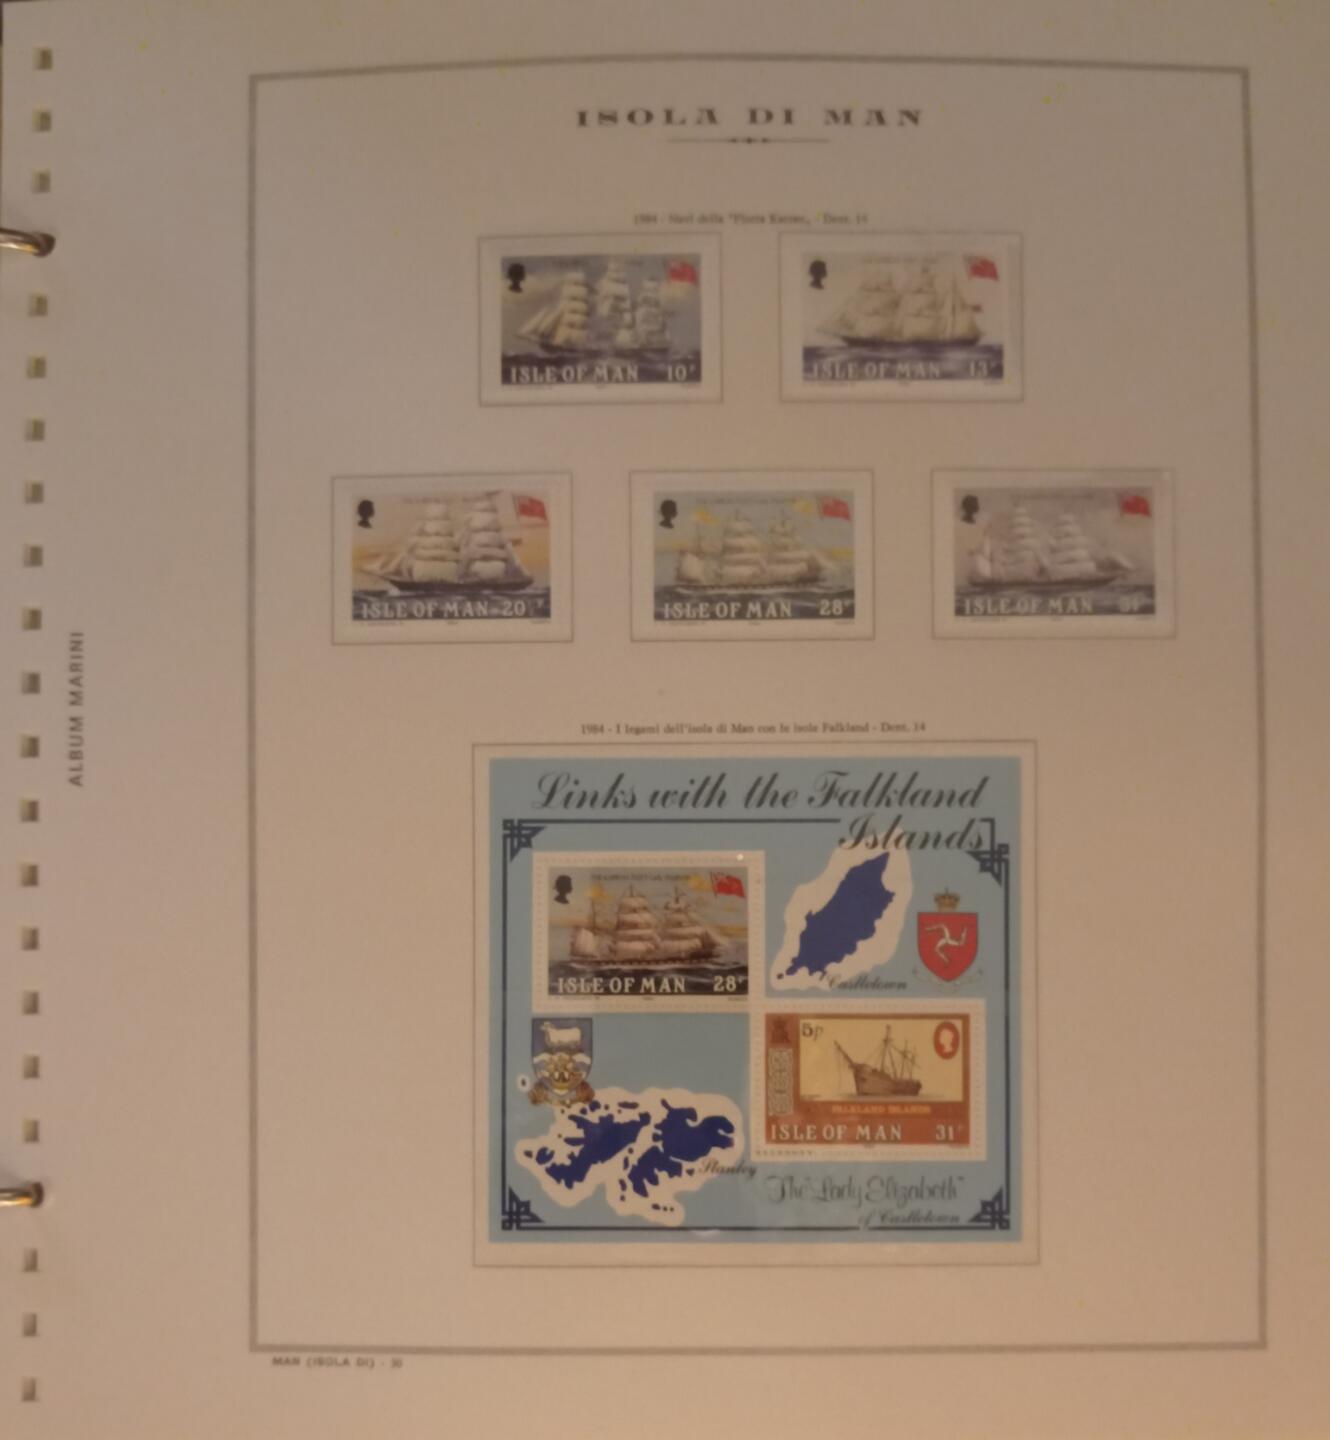 ISOLA DI MAN
1984 - Navi della "Flotta Karran„ - Dent. 14
ISLE OF MAN 10P
ISLE OF MAN 13P
ISLE OF MAN 20P
ISLE OF MAN 28P
ISLE OF MAN 31P
1984 - I legami dell'isola di Man con le isole Falkland - Dent. 14
Links with the Falkland
Islands
ISLE OF MAN 28P
Castletown
5p
FALKLAND ISLANDS
ISLE OF MAN 31P
Stanley
The "Lady Elizabeth"
of Castletown
ALBUM MARINI
MAN (ISOLA DI) - 30